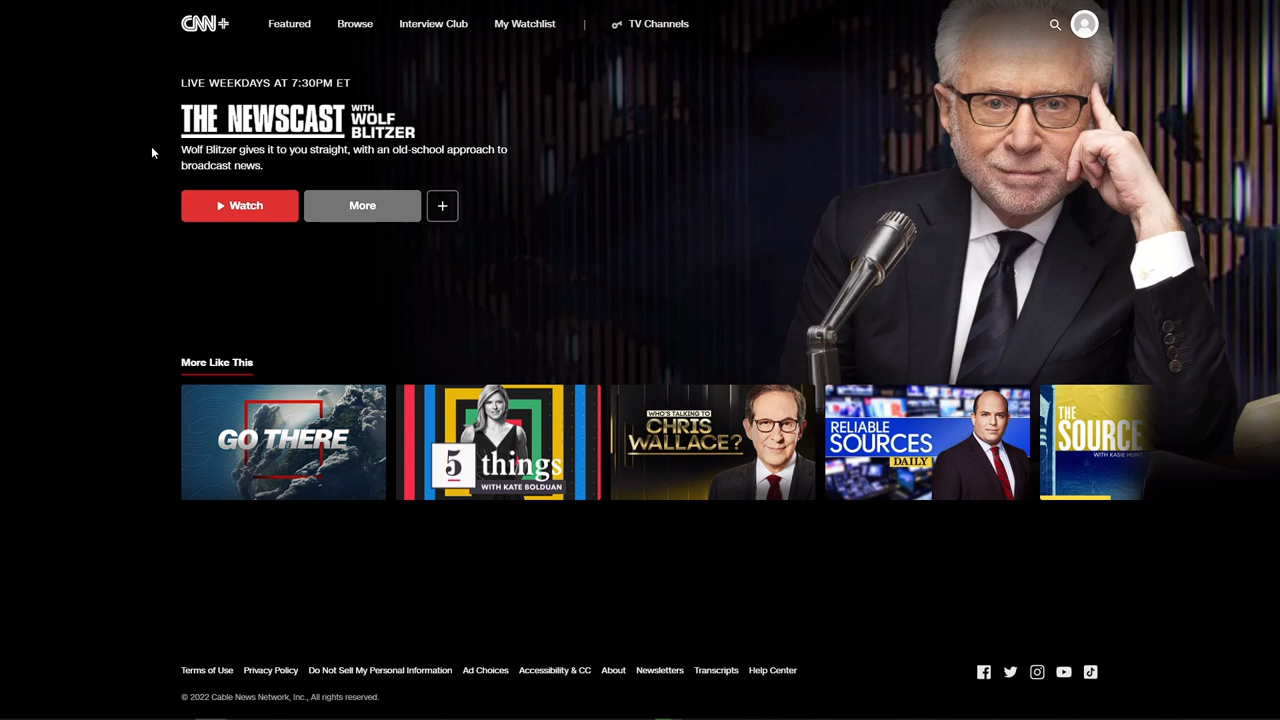 CNN+
Featured
Browse
Interview Club
My Watchlist
TV Channels
LIVE WEEKDAYS AT 7:30PM ET
THE NEWSCAST WITH
WOLF
BLITZER
Wolf Blitzer gives it to you straight, with an old-school approach to
broadcast news.
Watch
More
More Like This
GO THERE
5 things
WITH KATE BOLDUAN
WHO'S TALKING TO
CHRIS
WALLACE?
RELIABLE
SOURCES
DAILY
THE
SOURCE
WITH KASIE HUNT
Terms of Use
Privacy Policy
Do Not Sell My Personal Information
Ad Choices
Accessibility & CC
About
Newsletters
Transcripts
Help Center
© 2022 Cable News Network, Inc., All rights reserved.